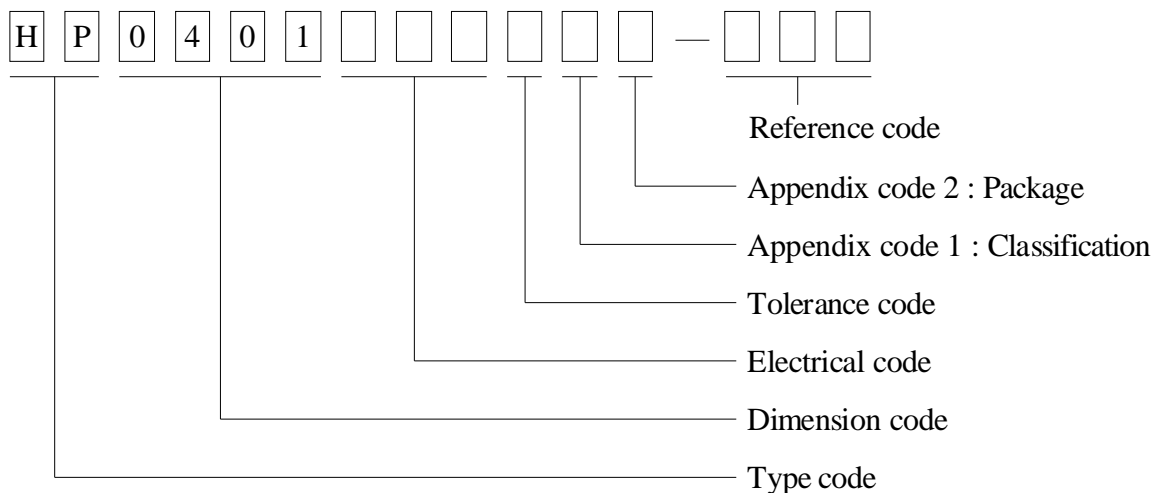 H P 0 4 0 1 —
Reference code
Appendix code 2 : Package
Appendix code 1 : Classification
Tolerance code
Electrical code
Dimension code
Type code